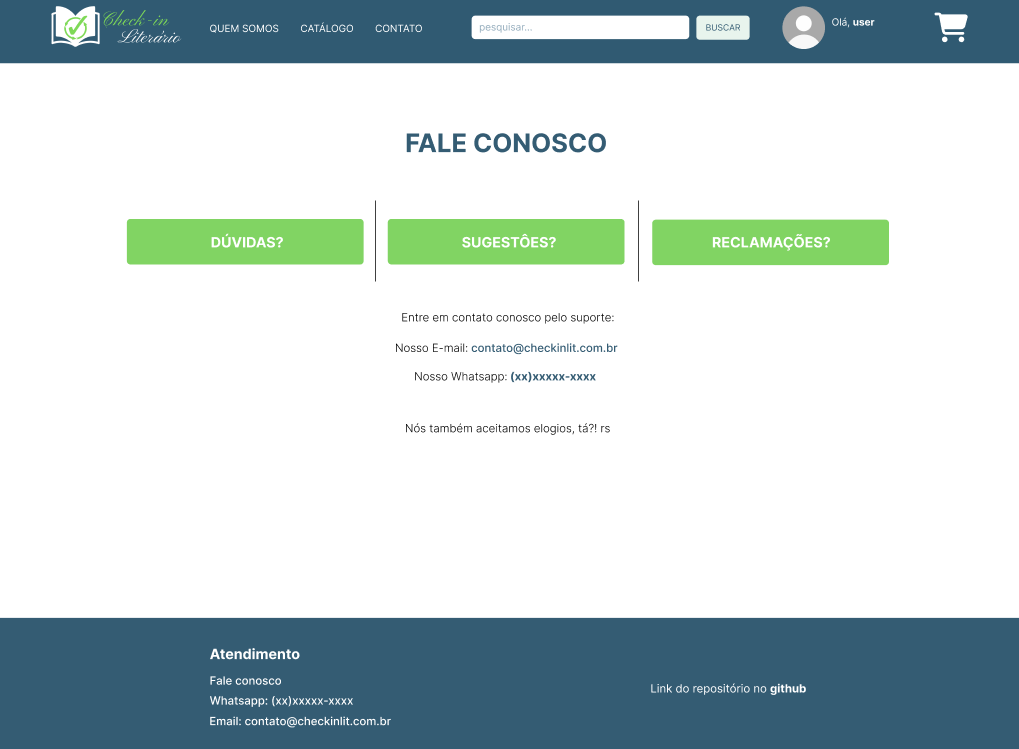 Check-in
Literário
QUEM SOMOS CATÁLOGO CONTATO
pesquisar...
BUSCAR
Olá, user
FALE CONOSCO
DÚVIDAS?
SUGESTÔES?
RECLAMAÇÕES?
Entre em contato conosco pelo suporte:
Nosso E-mail: contato@checkinlit.com.br
Nosso Whatsapp: (xx)xxxxx-xxxx
Nós também aceitamos elogios, tá?! rs
Atendimento
Fale conosco
Whatsapp: (xx)xxxxx-xxxx
Email: contato@checkinlit.com.br
Link do repositório no github